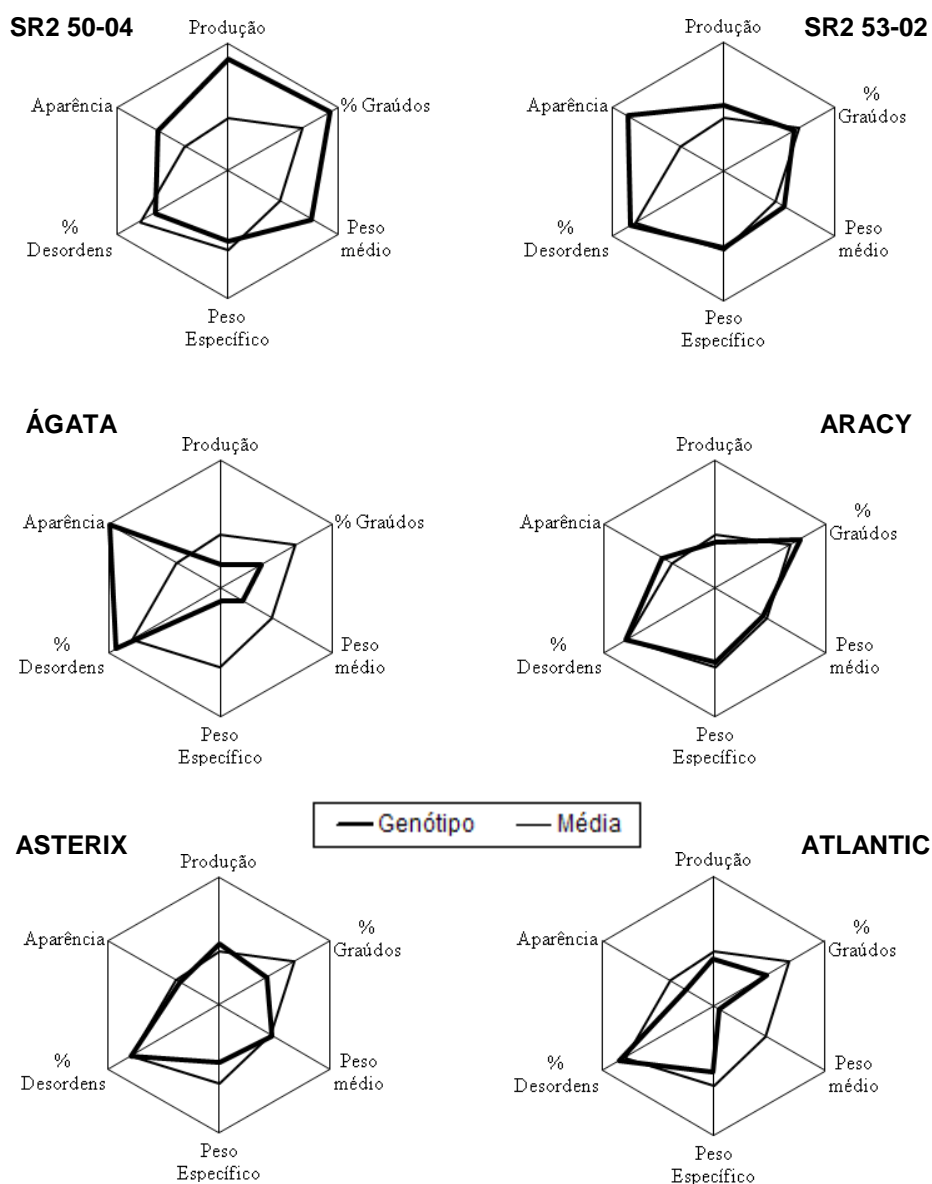 SR2 50-04
Produção
Aparência
% Graúdos
%
Desordens
Peso
médio
Peso
Específico
SR2 53-02
Produção
Aparência
%
Graúdos
%
Desordens
Peso
médio
Peso
Específico
ÁGATA
Produção
Aparência
% Graúdos
%
Desordens
Peso
médio
Peso
Específico
ARACY
Produção
Aparência
%
Graúdos
%
Desordens
Peso
médio
Peso
Específico
Genótipo
Média
ASTERIX
Produção
Aparência
%
Graúdos
%
Desordens
Peso
médio
Peso
Específico
ATLANTIC
Produção
Aparência
%
Graúdos
%
Desordens
Peso
médio
Peso
Específico